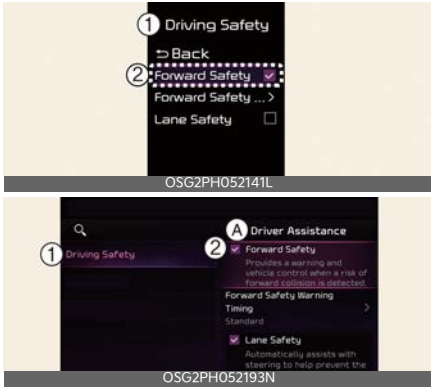 1 Driving Safety
Back
2 Forward Safety
Forward Safety ... >
Lane Safety
OSG2PH052141L
A Driver Assistance
1 Driving Safety
2 Forward Safety
Provides a warning and
vehicle control when a risk of
forward collision is detected.
Forward Safety Warning
Timing >
Standard
Lane Safety
Automatically assists with
steering to help prevent the
OSG2PH052193N